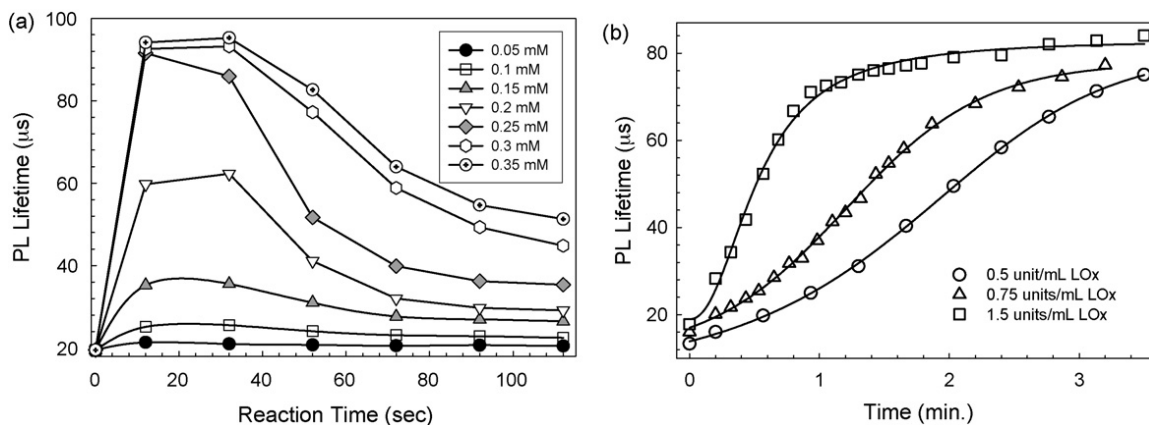 (a)
100
80
60
40
20
PL Lifetime (μs)
0 20 40 60 80 100
Reaction Time (sec)
0.05 mM
0.1 mM
0.15 mM
0.2 mM
0.25 mM
0.3 mM
0.35 mM
(b)
80
60
40
20
PL Lifetime (μs)
0 1 2 3
Time (min.)
0.5 unit/mL LOx
0.75 units/mL LOx
1.5 units/mL LOx